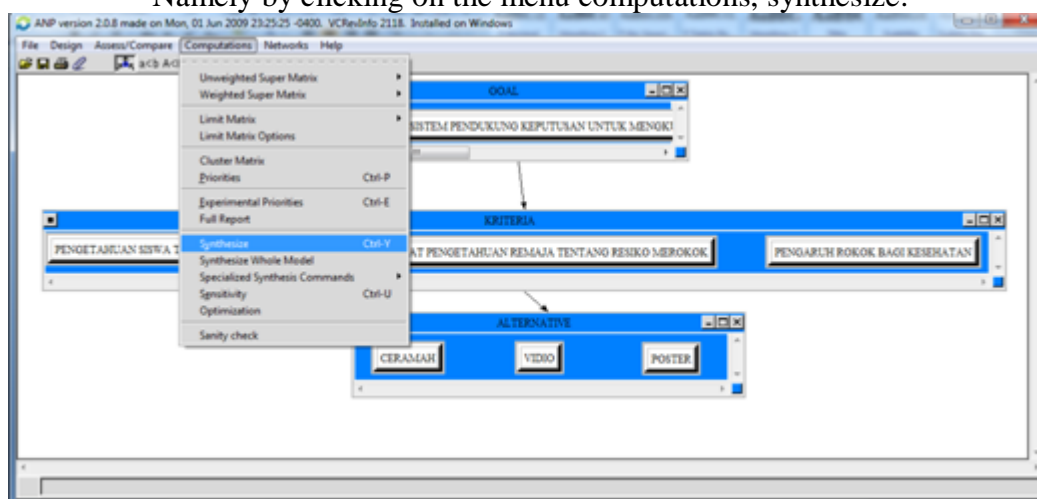 Namely by clicking on the menu computations, synthesize.
ANP version 2.0.8 made on Mon, 01 Jun 2009 23:25:25 -0400. VCRevInfo 2118. Installed on Windows
File Design Assess/Compare Computations Networks Help
a<b
Unweighted Super Matrix
Weighted Super Matrix
Limit Matrix
Limit Matrix Options
Cluster Matrix
Priorities Ctrl-P
Experimental Priorities Ctrl-E
Full Report
Synthesize Ctrl-Y
Synthesize Whole Model
Specialized Synthesis Commands
Sensitivity Ctrl-U
Optimization
Sanity check
GOAL
SISTEM PENDUKUNG KEPUTUSAN UNTUK
KRITERIA
PENGETAHUAN SISWA
AT PENGETAHUAN REMAJA TENTANG RESIKO MEROKOK
PENGARUH ROKOK BAGI KESEHATAN
ALTERNATIVE
CERAMAH
VIDIO
POSTER